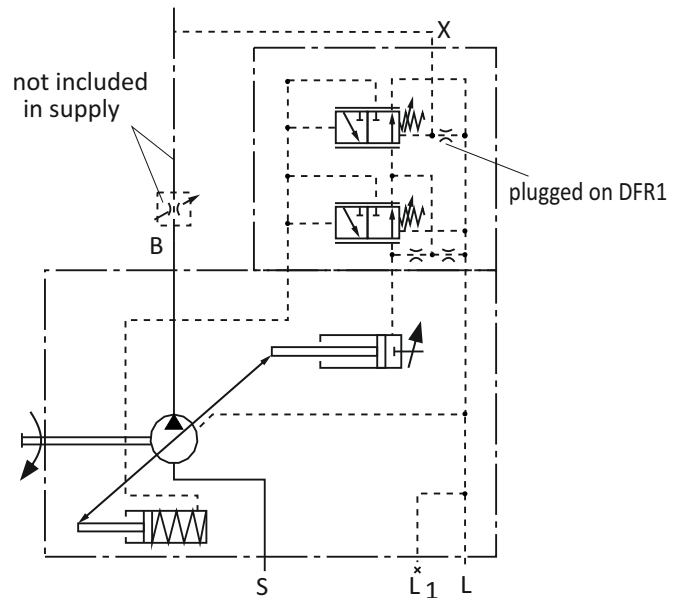 X
not included
in supply
plugged on DFR1
B
S
L1 L